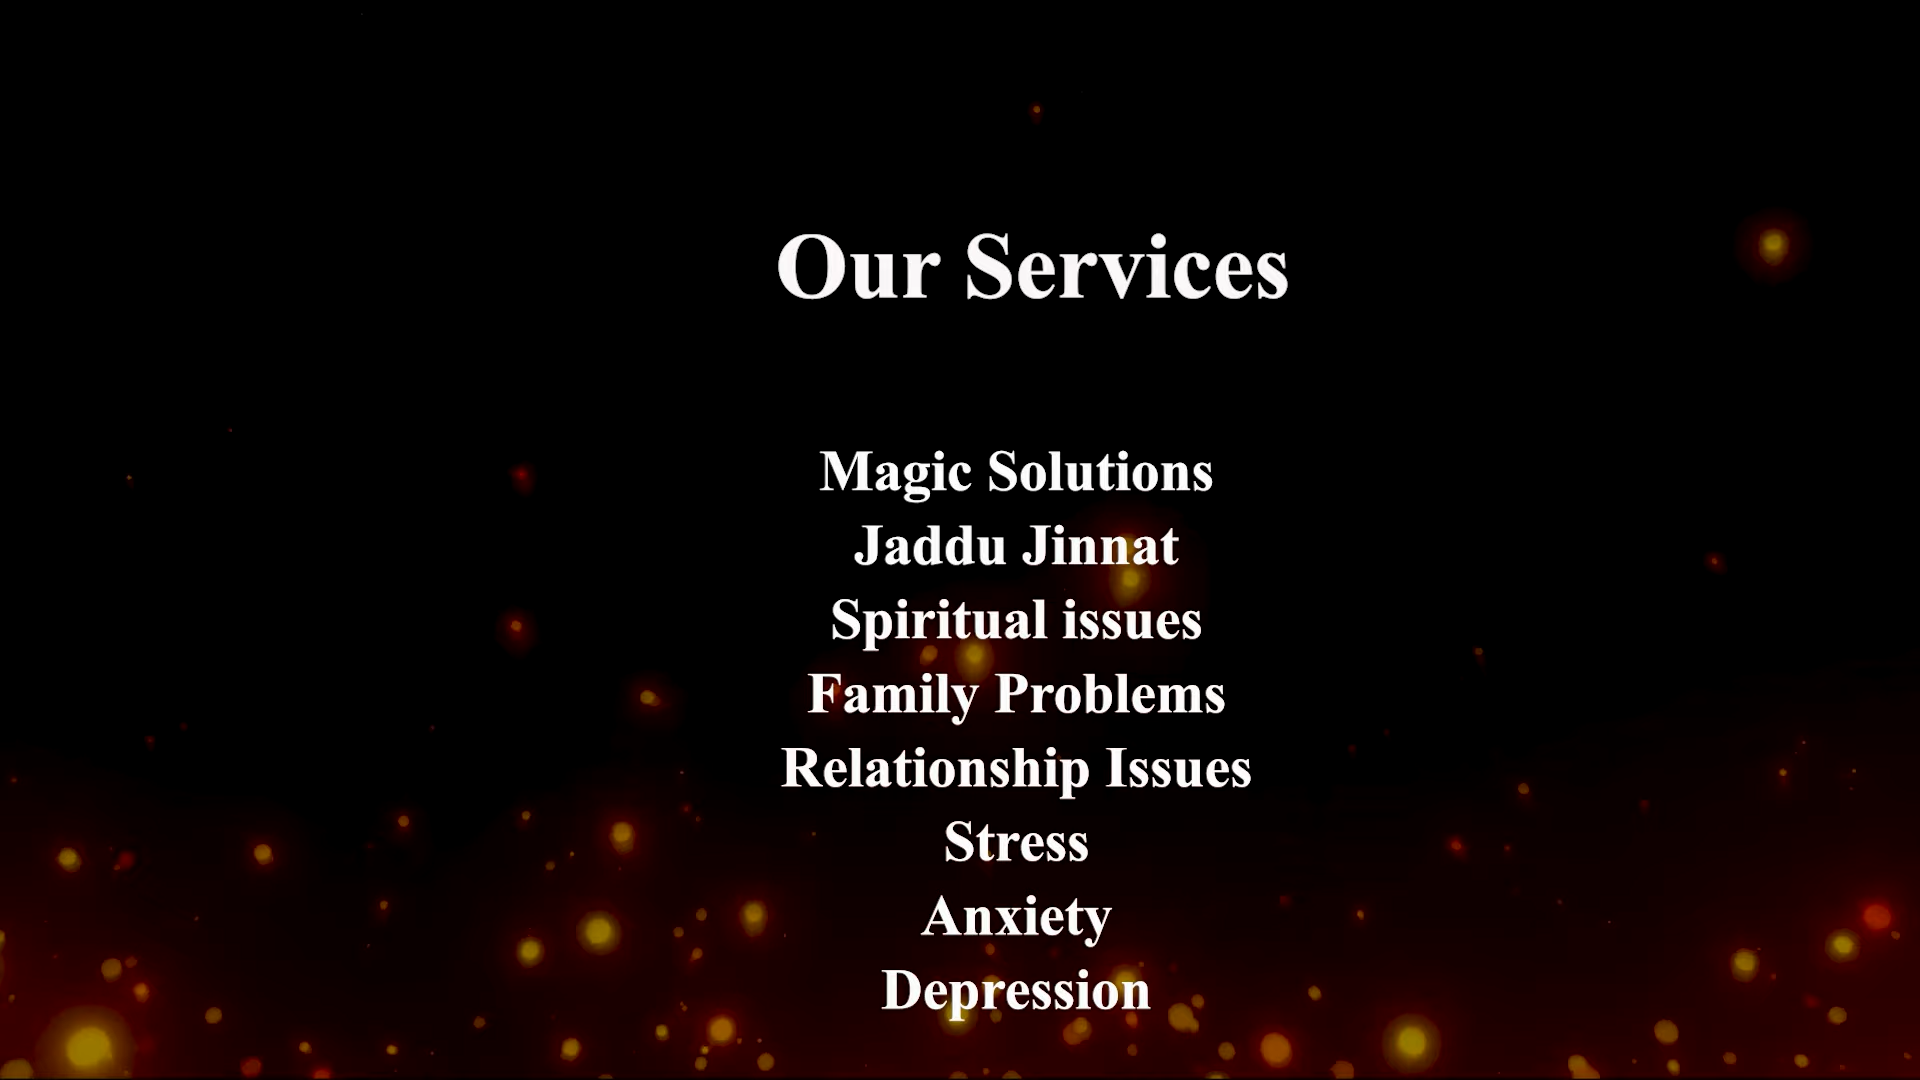 Our Services
Magic Solutions
Jaddu Jinnat
Spiritual issues
Family Problems
Relationship Issues
Stress
Anxiety
Depression